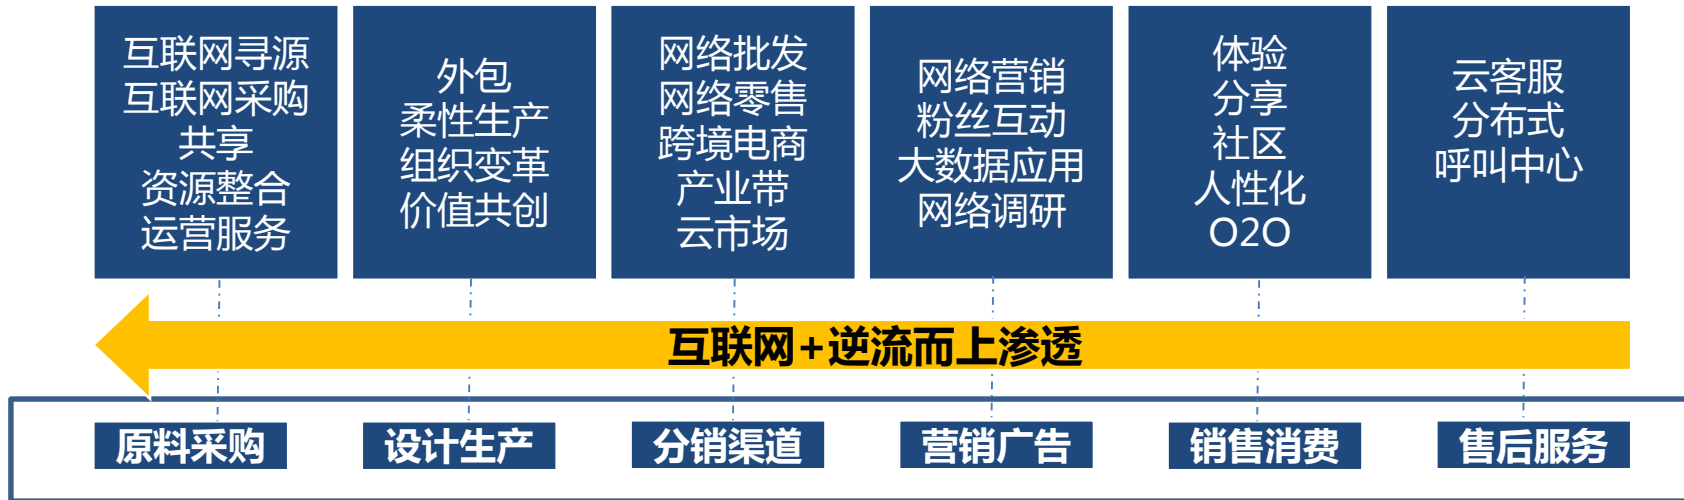 互联网寻源
互联网采购
共享
资源整合
运营服务
外包
柔性生产
组织变革
价值共创
网络批发
网络零售
跨境电商
产业带
云市场
网络营销
粉丝互动
大数据应用
网络调研
体验
分享
社区
人性化
O2O
云客服
分布式
呼叫中心
互联网+逆流而上渗透
原料采购
设计生产
分销渠道
营销广告
销售消费
售后服务